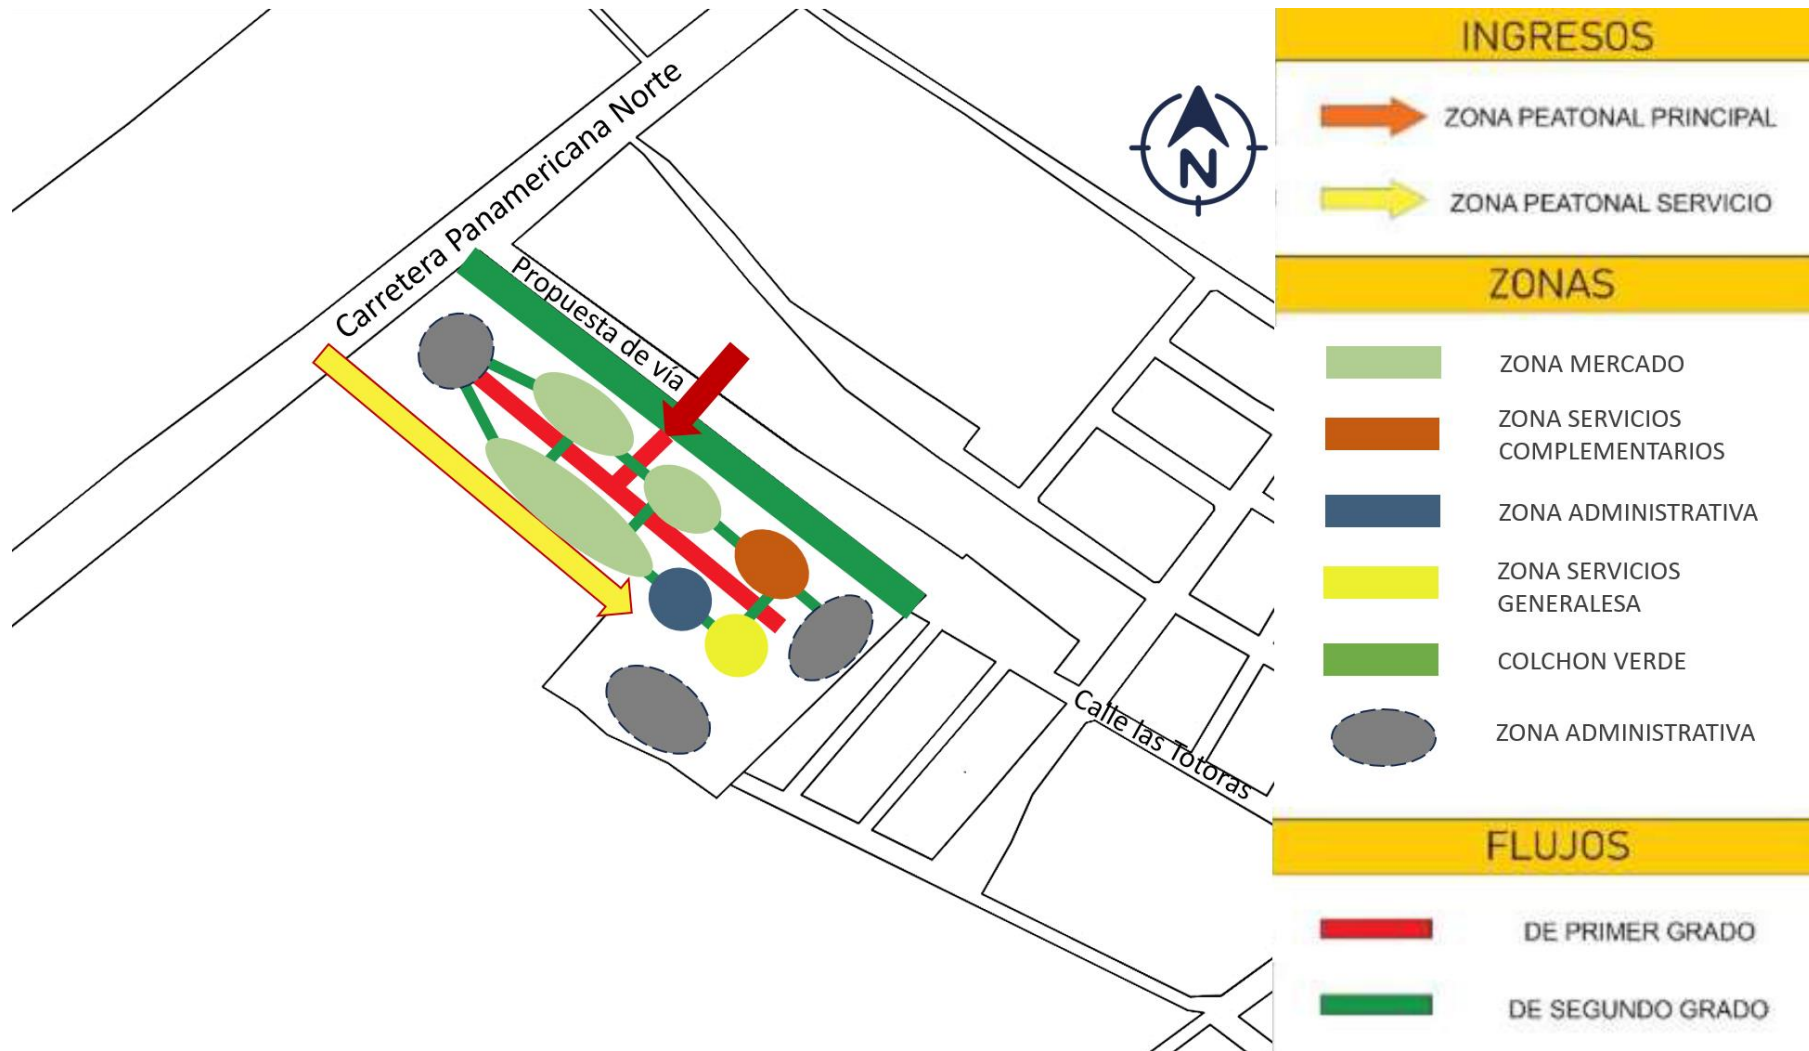 Carretera Panamericana Norte
Propuesta de vía
Calle las Totoras
N
INGRESOS
ZONA PEATONAL PRINCIPAL
ZONA PEATONAL SERVICIO
ZONAS
ZONA MERCADO
ZONA SERVICIOS
COMPLEMENTARIOS
ZONA ADMINISTRATIVA
ZONA SERVICIOS
GENERALESA
COLCHON VERDE
ZONA ADMINISTRATIVA
FLUJOS
DE PRIMER GRADO
DE SEGUNDO GRADO